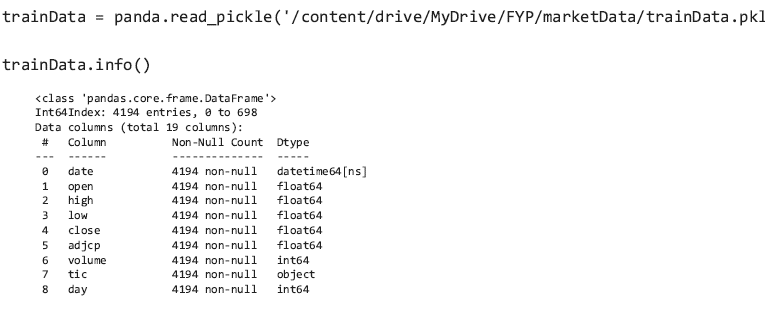 trainData = panda.read_pickle('/content/drive/MyDrive/FYP/marketData/trainData.pkl
trainData.info()
<class 'pandas.core.frame.DataFrame'>
Int64Index: 4194 entries, 0 to 698
Data columns (total 19 columns):
 #   Column          Non-Null Count  Dtype
---  ------          --------------  -----
 0   date            4194 non-null   datetime64[ns]
 1   open            4194 non-null   float64
 2   high            4194 non-null   float64
 3   low             4194 non-null   float64
 4   close           4194 non-null   float64
 5   adjcp           4194 non-null   float64
 6   volume          4194 non-null   int64
 7   tic             4194 non-null   object
 8   day             4194 non-null   int64